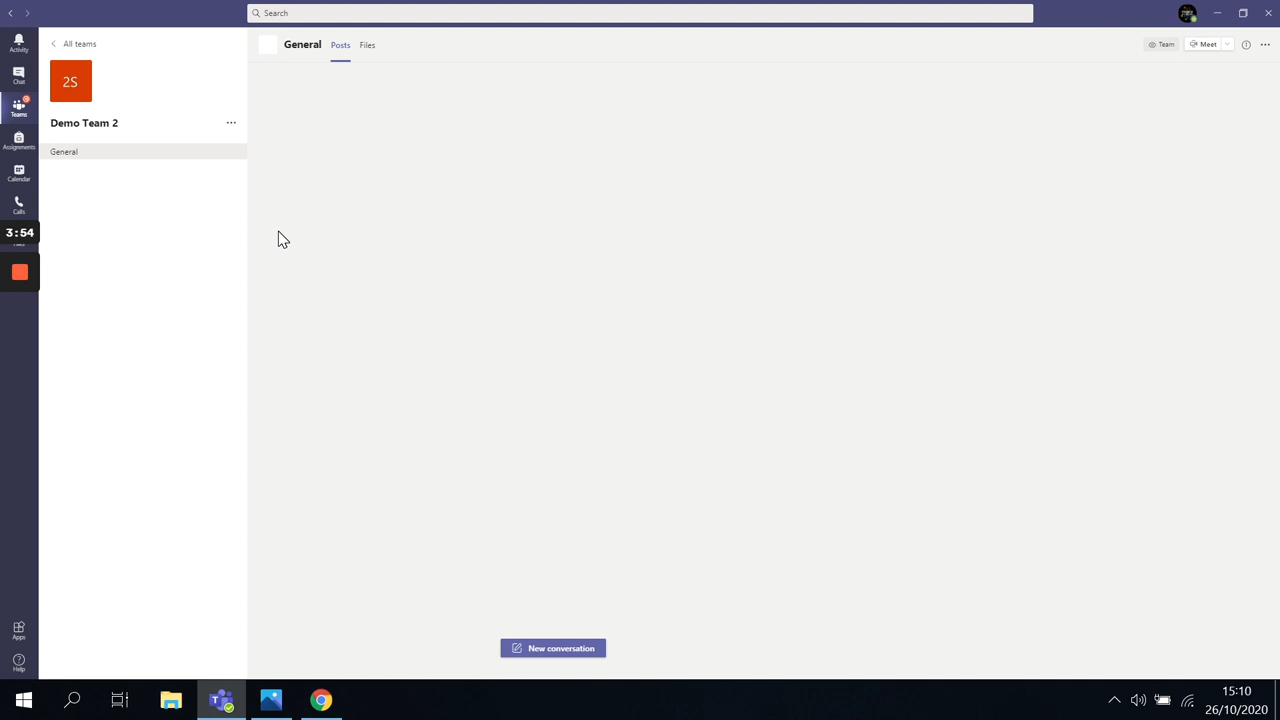 Search
Activity
Chat
Teams
Assignments
Calendar
Calls
3:54
Apps
Help
All teams
2S
Demo Team 2
General
General
Posts
Files
Team
Meet
New conversation
15:10
26/10/2020